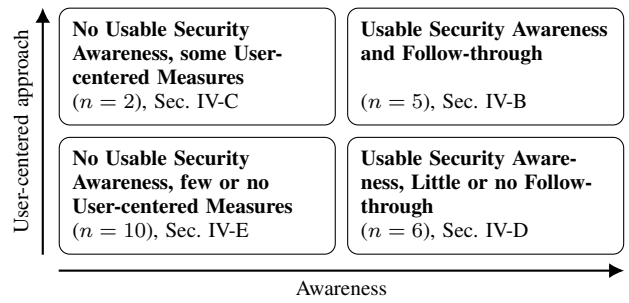 User-centered approach
No Usable Security
Awareness, some User-
centered Measures
(n = 2), Sec. IV-C
Usable Security Awareness
and Follow-through
(n = 5), Sec. IV-B
No Usable Security
Awareness, few or no
User-centered Measures
(n = 10), Sec. IV-E
Usable Security Aware-
ness, Little or no Follow-
through
(n = 6), Sec. IV-D
Awareness